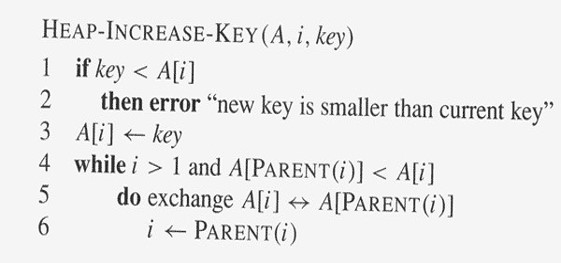 HEAP-INCREASE-KEY(A, i, key)
1 if key < A[i]
2 then error “new key is smaller than current key”
3 A[i] ← key
4 while i > 1 and A[PARENT(i)] < A[i]
5 do exchange A[i] ↔ A[PARENT(i)]
6 i ← PARENT(i)